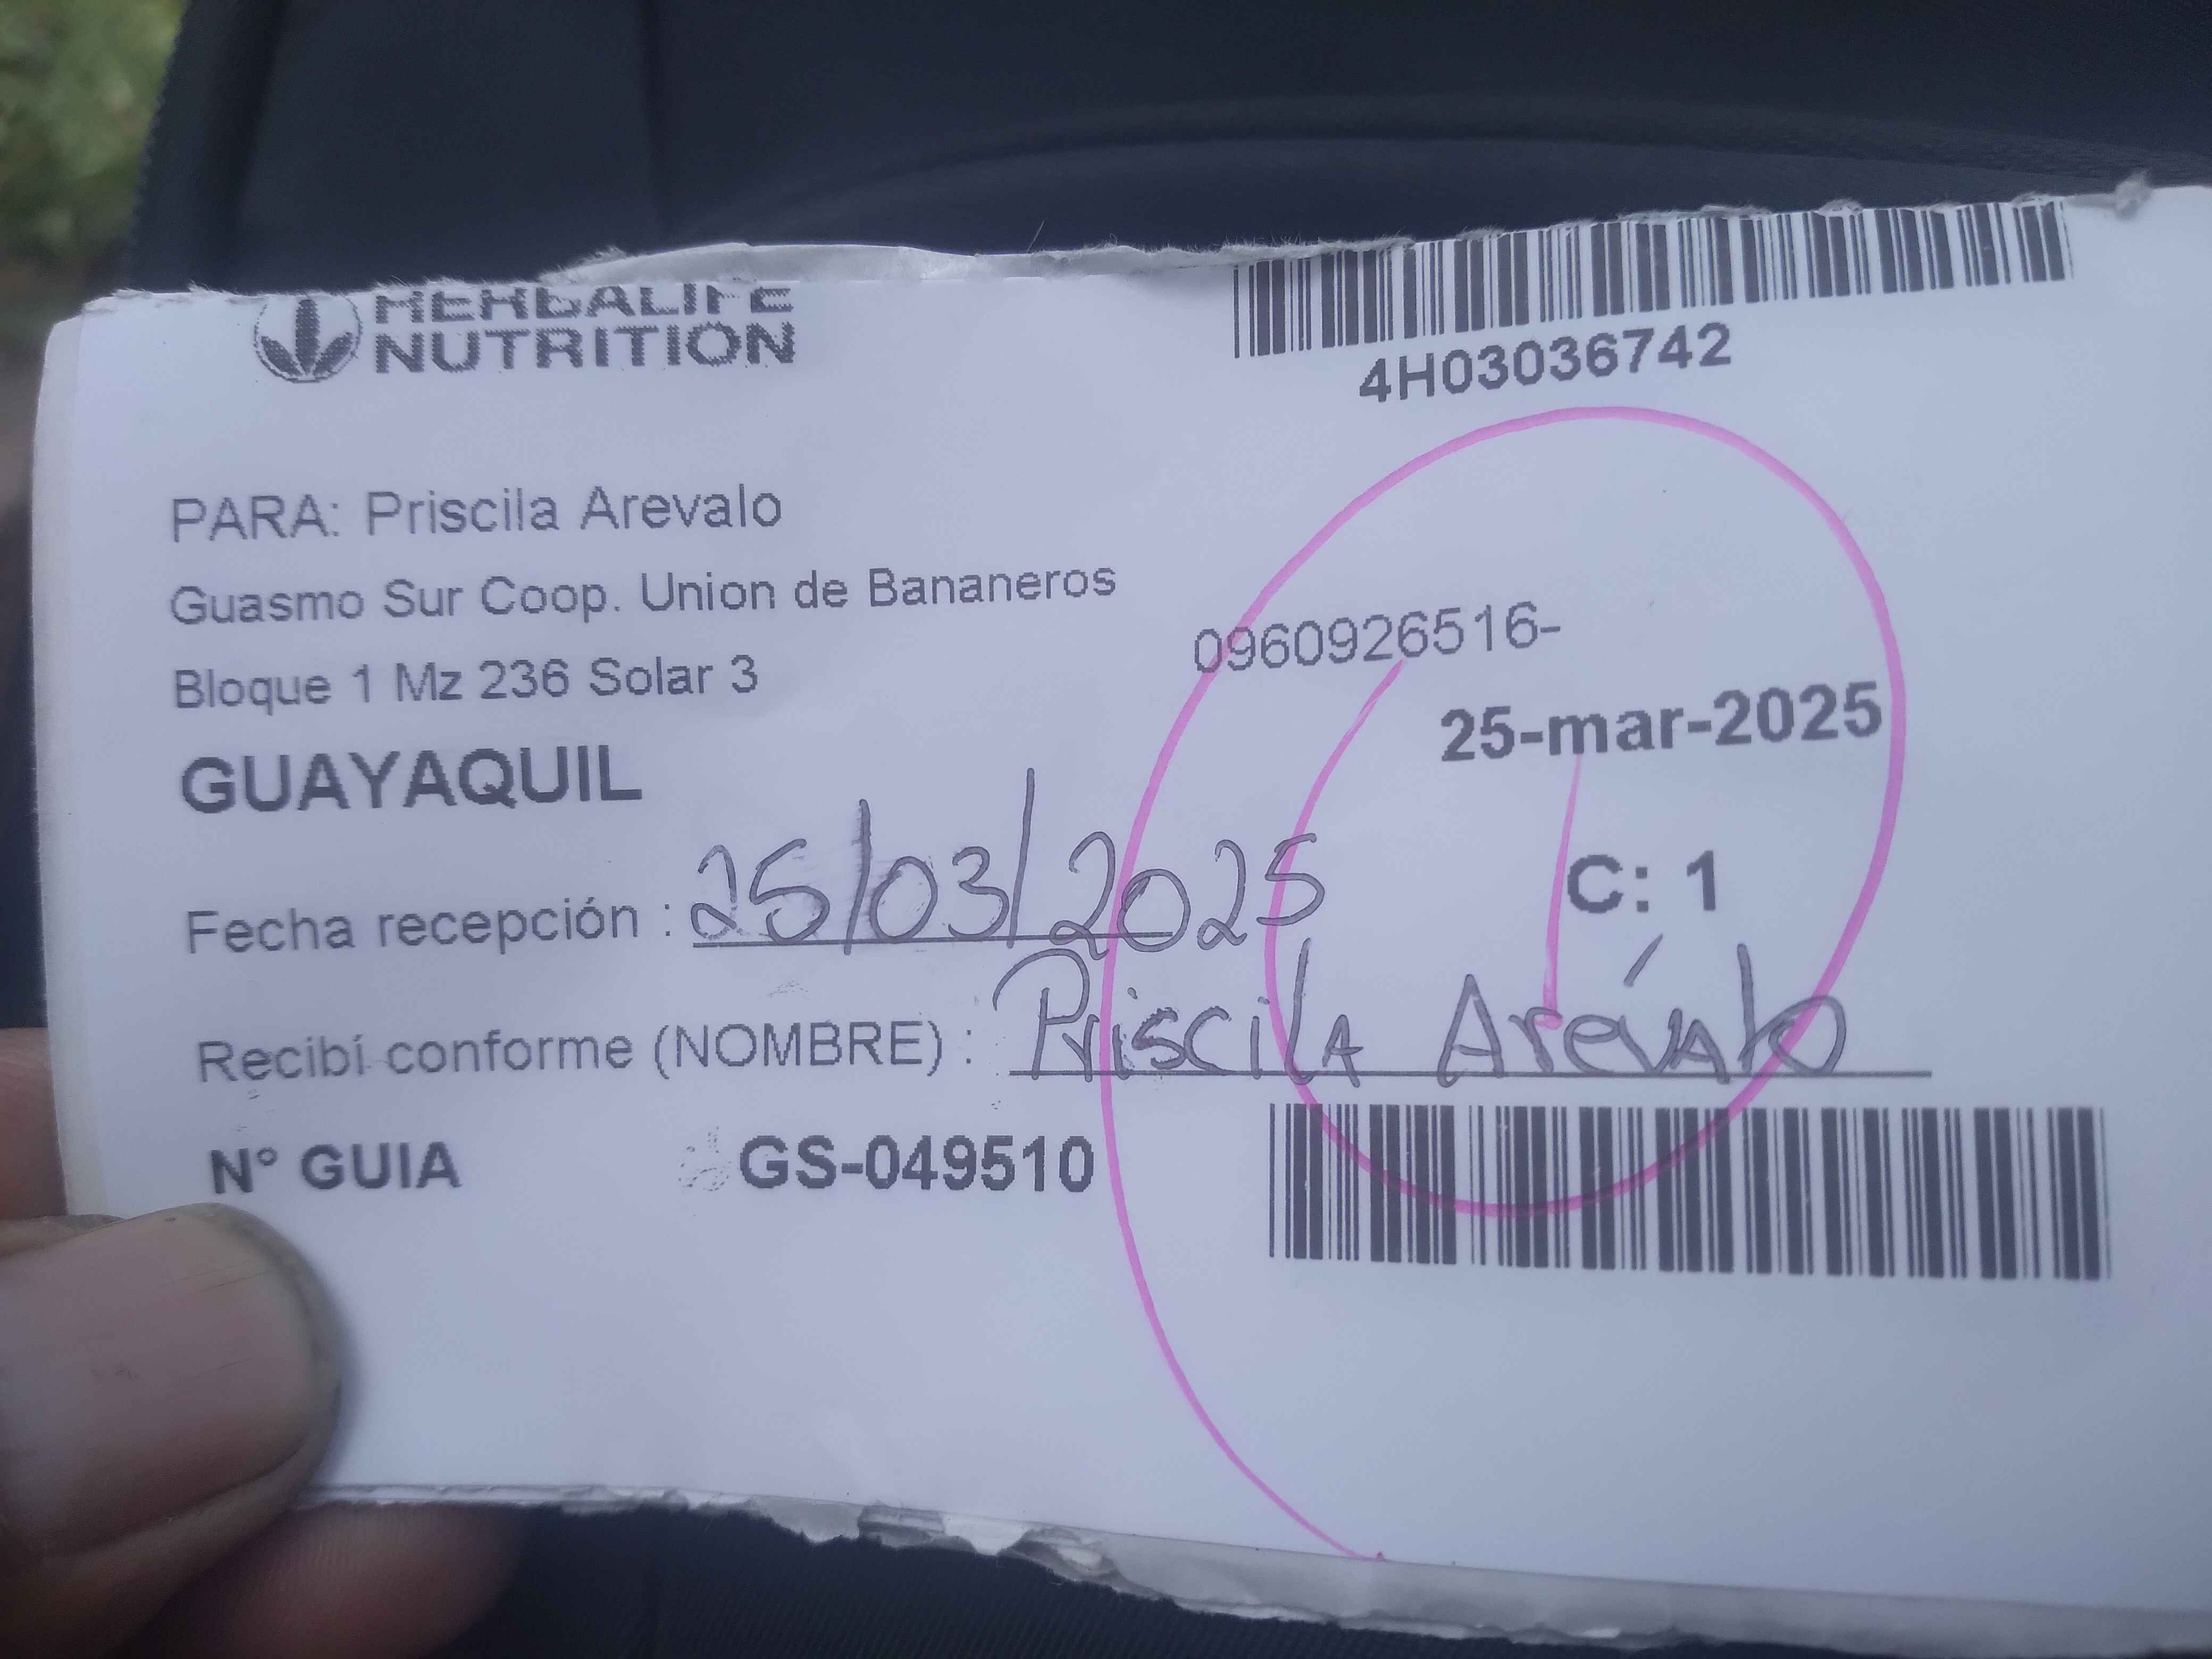 HERBALIFE
NUTRITION
4H03036742
PARA: Priscila Arevalo
Guasmo Sur Coop. Union de Bananeros
0960926516-
Bloque 1 Mz 236 Solar 3
25-mar-2025
GUAYAQUIL
C: 1
Fecha recepción : 25/03/2025
Recibí conforme (NOMBRE) : Priscila Arévalo
N° GUIA GS-049510